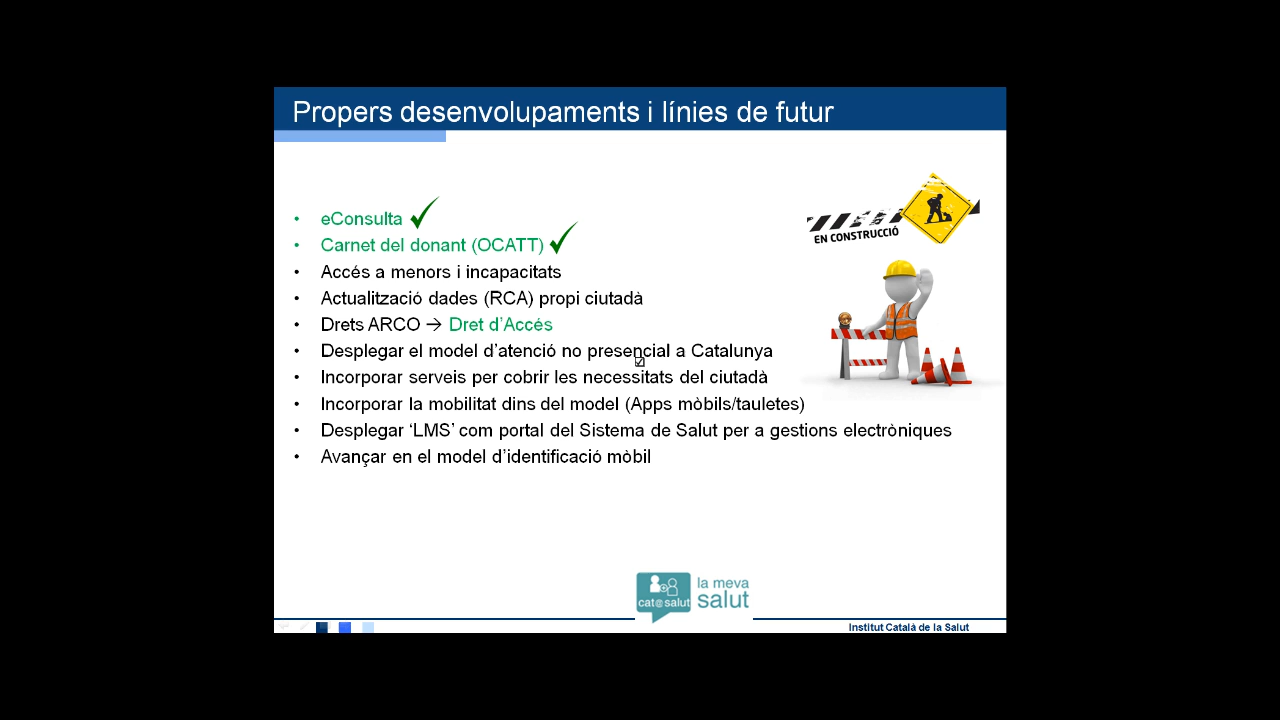 Propers desenvolupaments i línies de futur
• eConsulta
• Carnet del donant (OCATT)
• Accés a menors i incapacitats
• Actualització dades (RCA) propi ciutadà
• Drets ARCO → Dret d’Accés
• Desplegar el model d’atenció no presencial a Catalunya
• Incorporar serveis per cobrir les necessitats del ciutadà
• Incorporar la mobilitat dins del model (Apps mòbils/tauletes)
• Desplegar ‘LMS’ com portal del Sistema de Salut per a gestions electròniques
• Avançar en el model d’identificació mòbil
EN CONSTRUCCIÓ
cat@salut
la meva
salut
Institut Català de la Salut